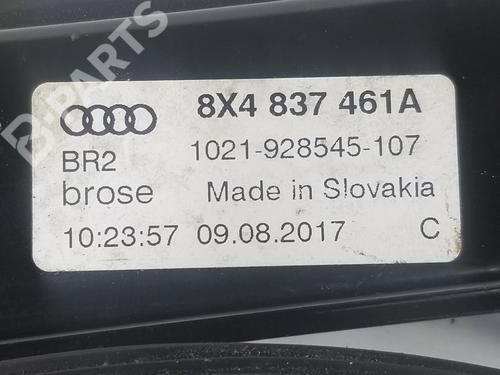 B-PARTS
8X4 837 461A
BR2 1021-928545-107
brose Made in Slovakia
10:23:57 09.08.2017 C